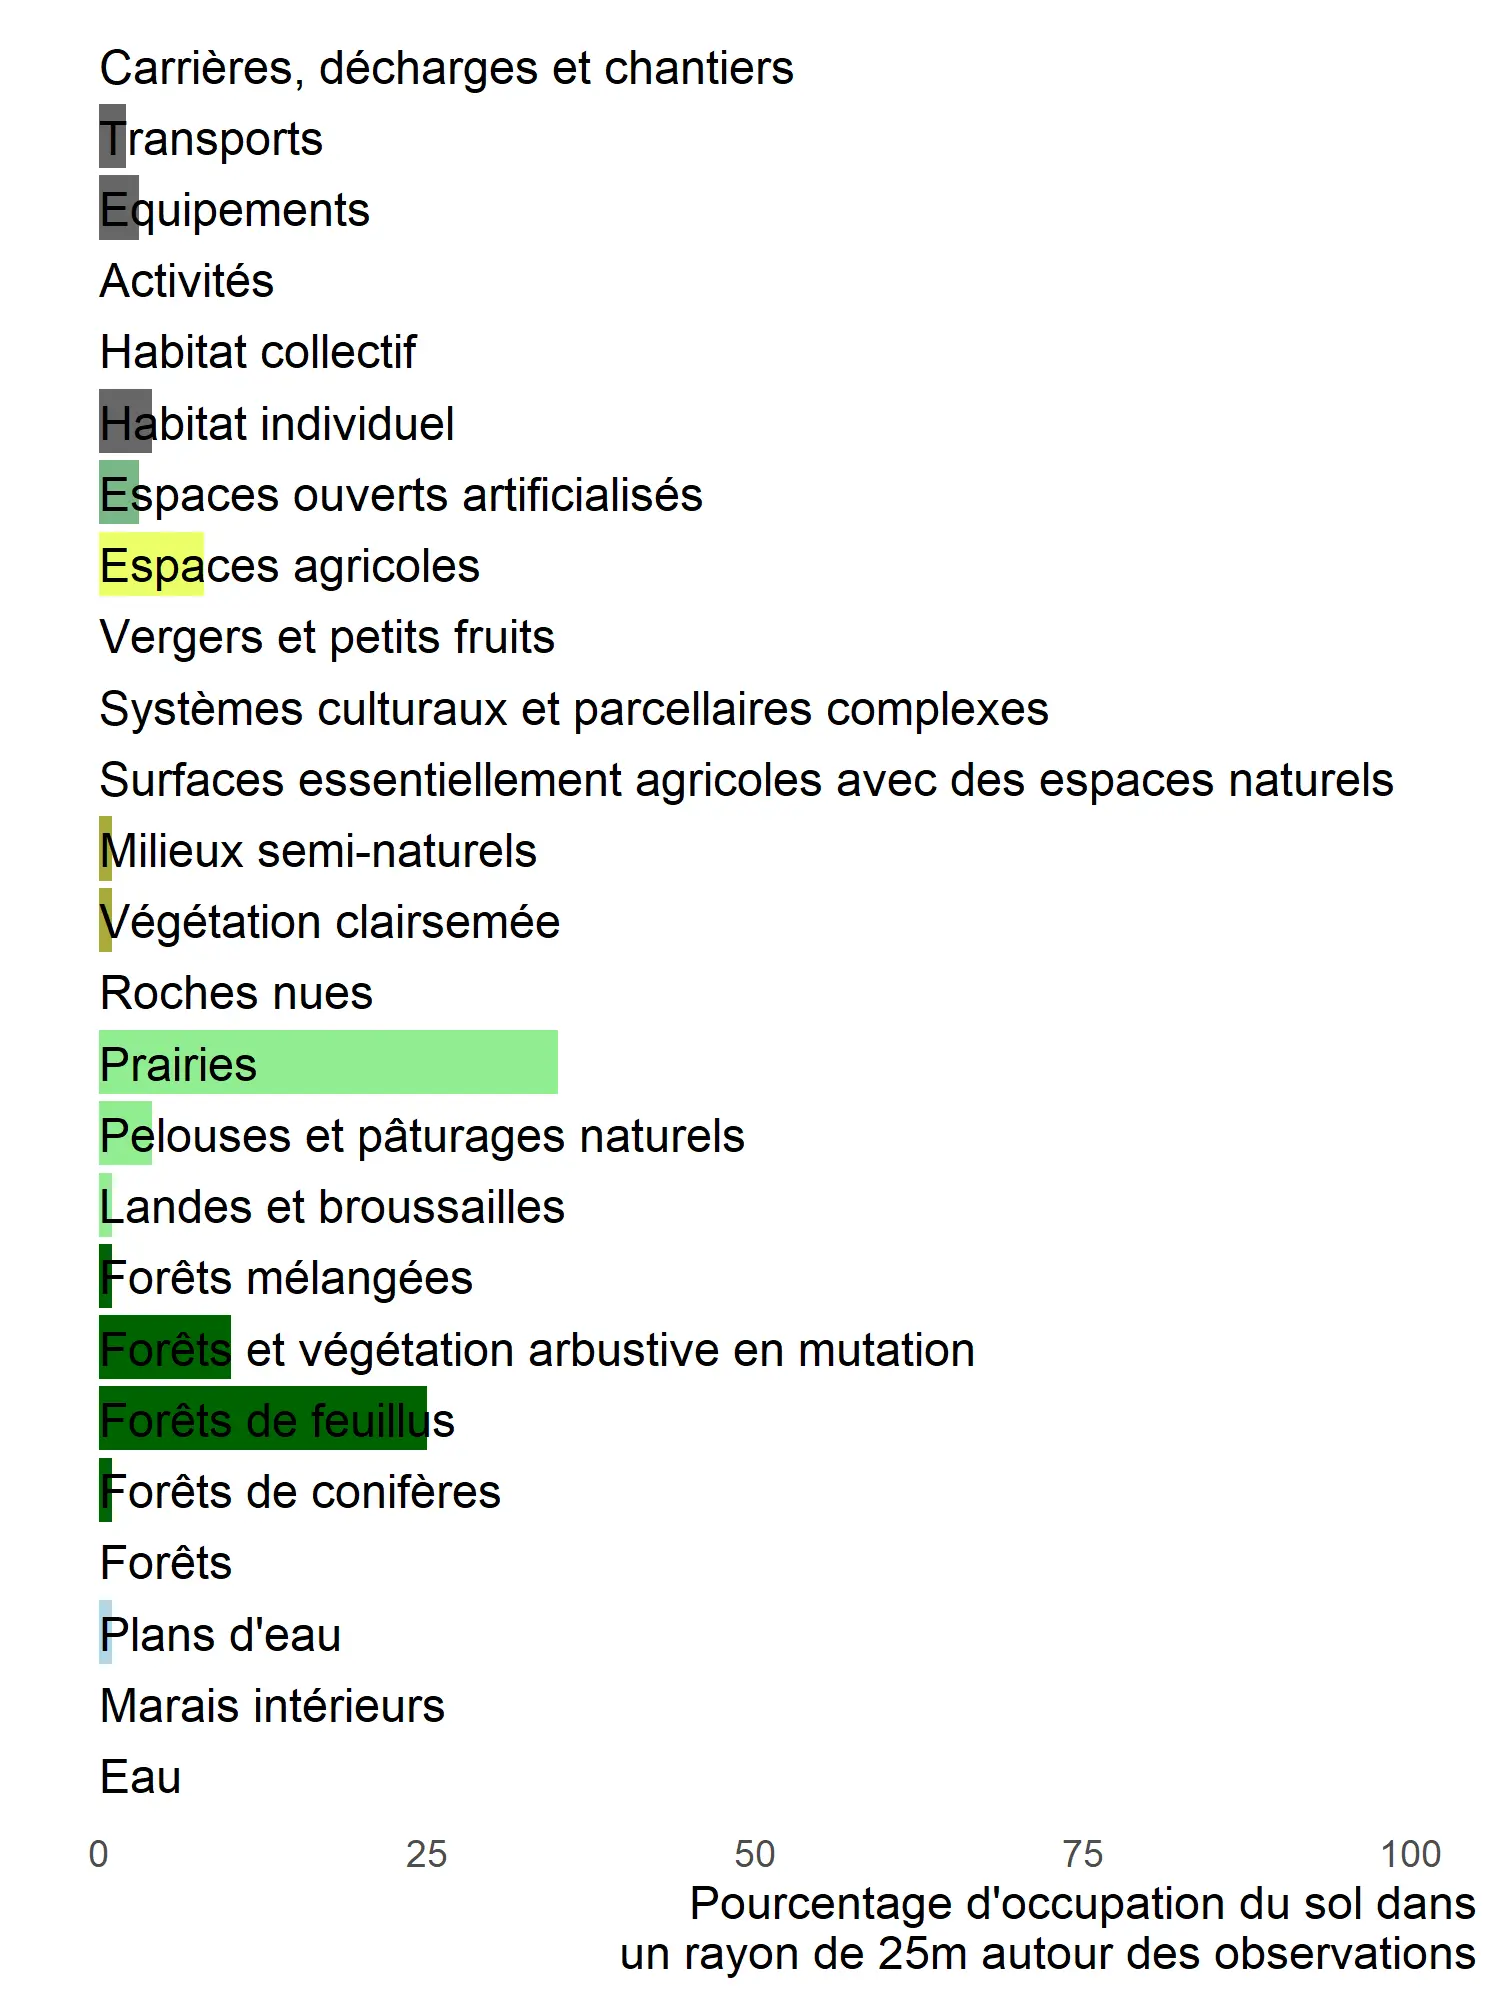 Carrières, décharges et chantiers
Transports
Equipements
Activités
Habitat collectif
Habitat individuel
Espaces ouverts artificialisés
Espaces agricoles
Vergers et petits fruits
Systèmes culturaux et parcellaires complexes
Surfaces essentiellement agricoles avec des espaces naturels
Milieux semi-naturels
Végétation clairsemée
Roches nues
Prairies
Pelouses et pâturages naturels
Landes et broussailles
Forêts mélangées
Forêts et végétation arbustive en mutation
Forêts de feuillus
Forêts de conifères
Forêts
Plans d'eau
Marais intérieurs
Eau
0 25 50 75 100
Pourcentage d'occupation du sol dans
un rayon de 25m autour des observations